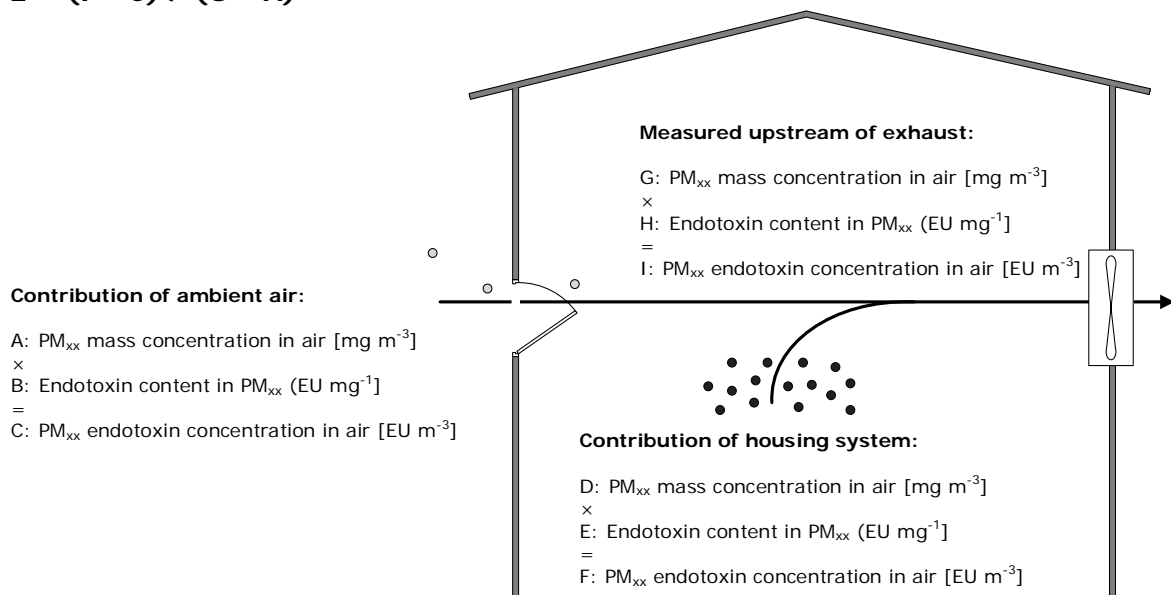 Measured upstream of exhaust:
G: PMxx mass concentration in air [mg m-3]
×
H: Endotoxin content in PMxx (EU mg-1]
=
I: PMxx endotoxin concentration in air [EU m-3]
Contribution of ambient air:
A: PMxx mass concentration in air [mg m-3]
×
B: Endotoxin content in PMxx (EU mg-1]
=
C: PMxx endotoxin concentration in air [EU m-3]
Contribution of housing system:
D: PMxx mass concentration in air [mg m-3]
×
E: Endotoxin content in PMxx (EU mg-1]
=
F: PMxx endotoxin concentration in air [EU m-3]